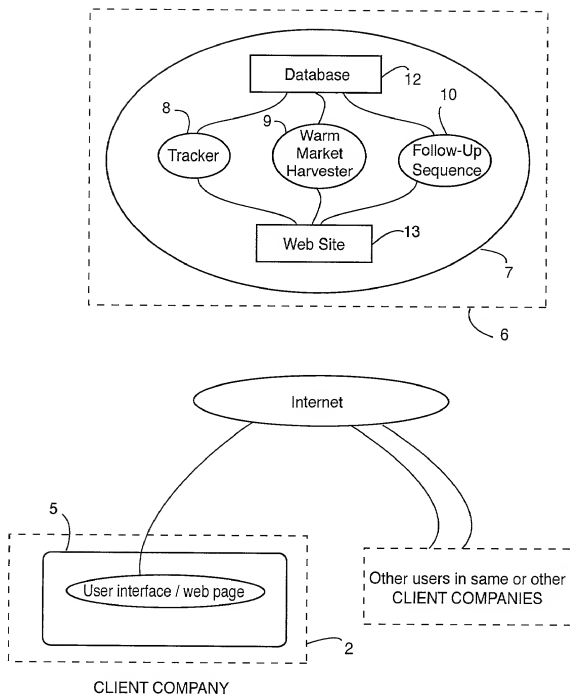 Database
12
8
9
10
Tracker
Warm
Market
Harvester
Follow-Up
Sequence
Web Site
13
7
6
Internet
5
User interface / web page
Other users in same or other
CLIENT COMPANIES
2
CLIENT COMPANY